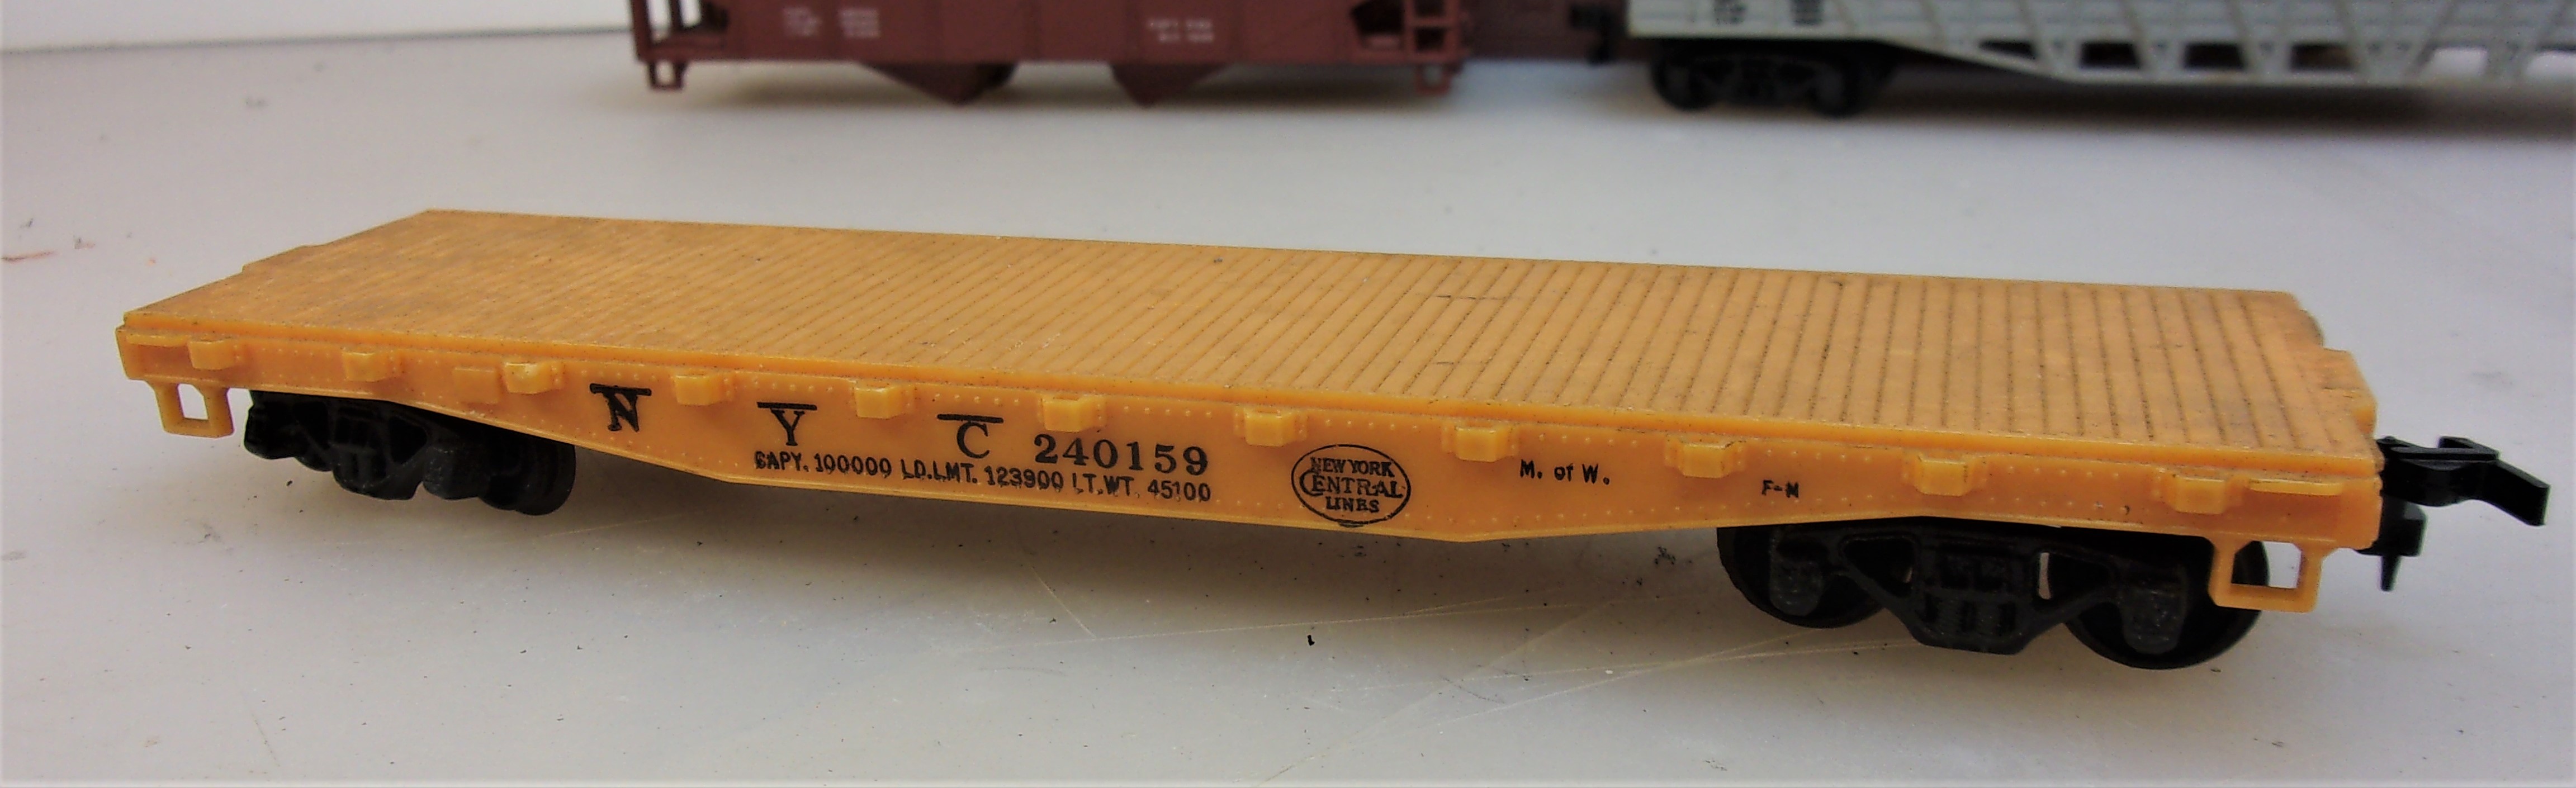 N Y C 240159
CAPY. 100000 LD.LMT. 123900 LT.WT. 45100
NEW YORK
CENTRAL
LINES
M. of W.
F-N